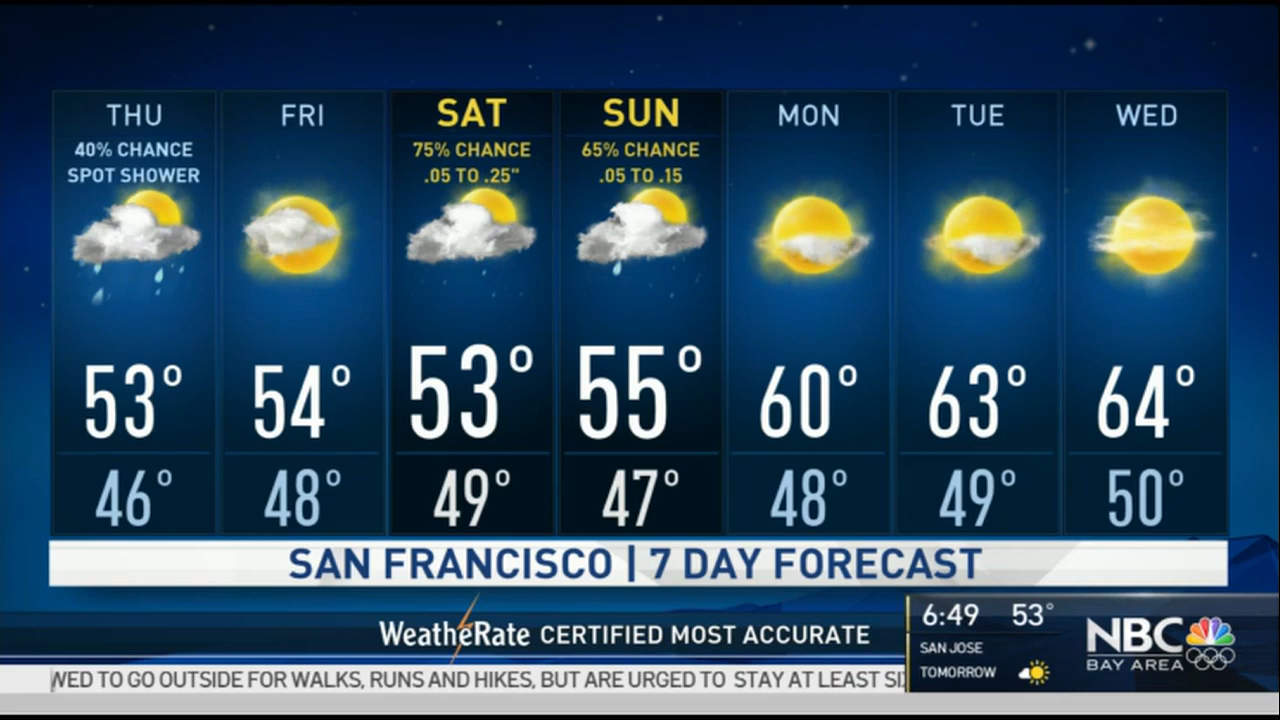 THU
40% CHANCE
SPOT SHOWER
53°
46°
FRI
54°
48°
SAT
75% CHANCE
.05 TO .25"
53°
49°
SUN
65% CHANCE
.05 TO .15
55°
47°
MON
60°
48°
TUE
63°
49°
WED
64°
50°
SAN FRANCISCO | 7 DAY FORECAST
WeatheRate CERTIFIED MOST ACCURATE
6:49 53°
SAN JOSE
TOMORROW
NBC
BAY AREA
WED TO GO OUTSIDE FOR WALKS, RUNS AND HIKES, BUT ARE URGED TO STAY AT LEAST SI